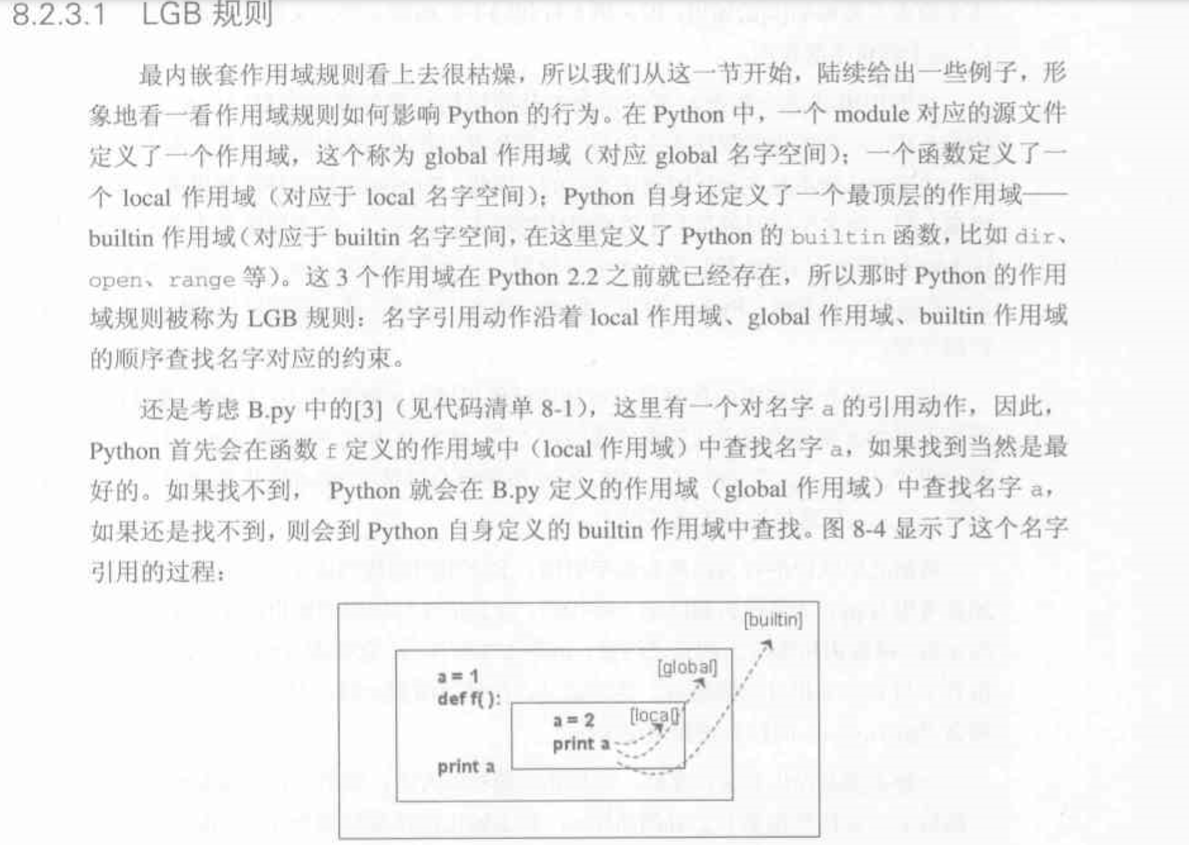 8.2.3.1 LGB 规则
最内嵌套作用域规则看上去很枯燥，所以我们从这一节开始，陆续给出一些例子，形
象地看一看作用域规则如何影响 Python 的行为。在 Python 中，一个 module 对应的源文件
定义了一个作用域，这个称为 global 作用域（对应 global 名字空间）；一个函数定义了一
个 local 作用域（对应于 local 名字空间）；Python 自身还定义了一个最顶层的作用域——
builtin 作用域（对应于 builtin 名字空间，在这里定义了 Python 的 builtin 函数，比如 dir、
open、range 等）。这 3 个作用域在 Python 2.2 之前就已经存在，所以那时 Python 的作用
域规则被称为 LGB 规则：名字引用动作沿着 local 作用域、global 作用域、builtin 作用域
的顺序查找名字对应的约束。
还是考虑 B.py 中的[3]（见代码清单 8-1），这里有一个对名字 a 的引用动作，因此，
Python 首先会在函数 f 定义的作用域中（local 作用域）中查找名字 a，如果找到当然是最
好的。如果找不到， Python 就会在 B.py 定义的作用域（global 作用域）中查找名字 a，
如果还是找不到，则会到 Python 自身定义的 builtin 作用域中查找。图 8-4 显示了这个名字
引用的过程：
[builtin]
[global]
a = 1
def f( ):
a = 2 [local]
print a
print a